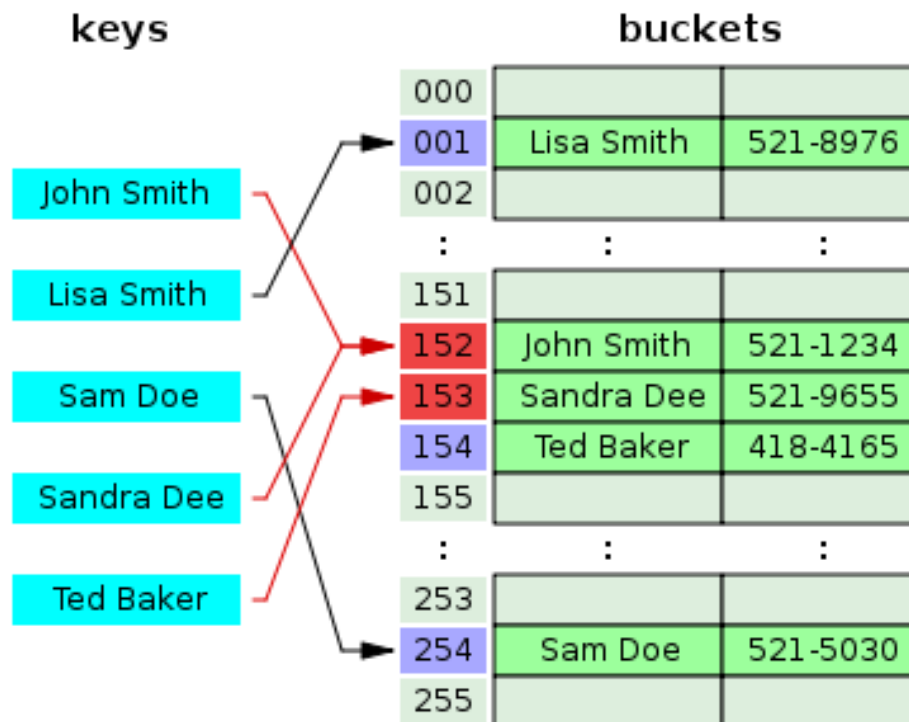 keys
buckets
000
001 Lisa Smith 521-8976
John Smith
002
: : :
Lisa Smith
151
152 John Smith 521-1234
Sam Doe
153 Sandra Dee 521-9655
154 Ted Baker 418-4165
Sandra Dee
155
: : :
Ted Baker
253
254 Sam Doe 521-5030
255